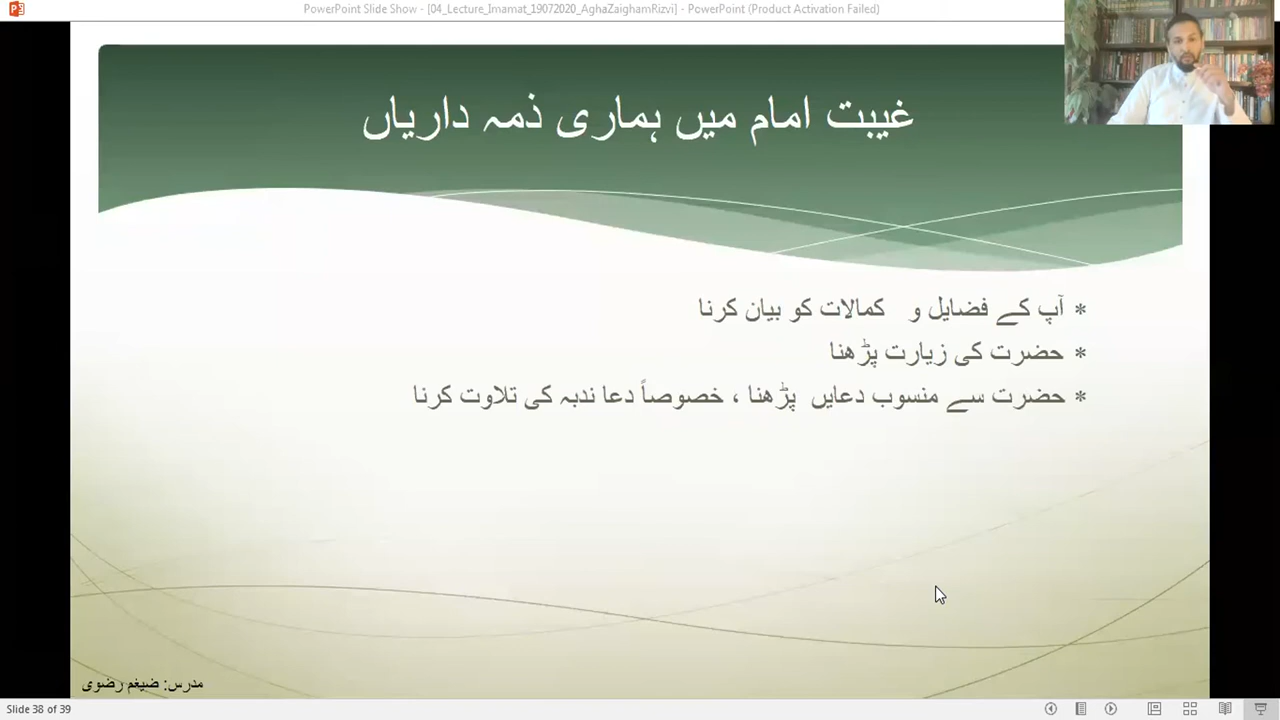 PowerPoint Slide Show - [04_Lecture_Imamat_19072020_AghaZaighamRizvi] - PowerPoint (Product Activation Failed)
غیبت امام میں ہماری ذمہ داریاں
* آپ کے فضایل و کمالات کو بیان کرنا
* حضرت کی زیارت پڑھنا
* حضرت سے منسوب دعایں پڑھنا ، خصوصاً دعا ندبہ کی تلاوت کرنا
مدرس: ضیغم رضوی
Slide 38 of 39